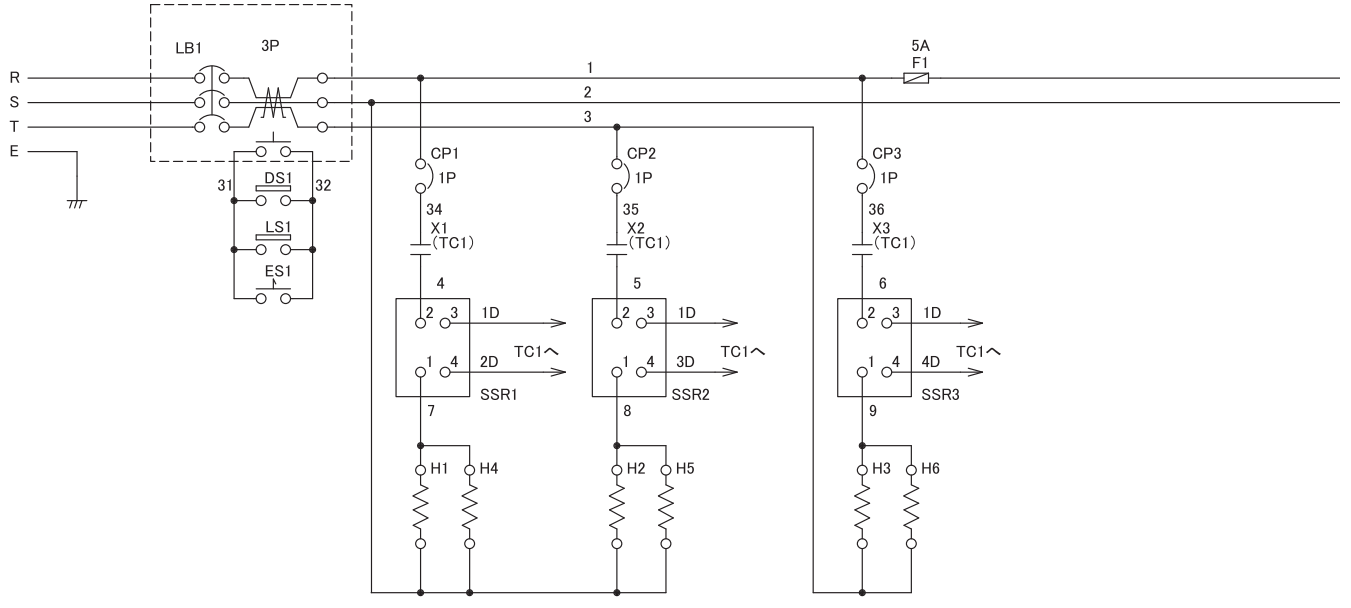 LB1 3P
5A
F1
R
1
S
2
T
3
E
CP1
1P
CP2
1P
CP3
1P
31 DS1 32
34
X1
(TC1)
35
X2
(TC1)
36
X3
(TC1)
LS1
ES1
4
5
6
2 3 1D
2 3 1D
2 3 1D
TC1へ
TC1へ
TC1へ
1 4 2D
1 4 3D
1 4 4D
SSR1
SSR2
SSR3
7
8
9
H1 H4
H2 H5
H3 H6